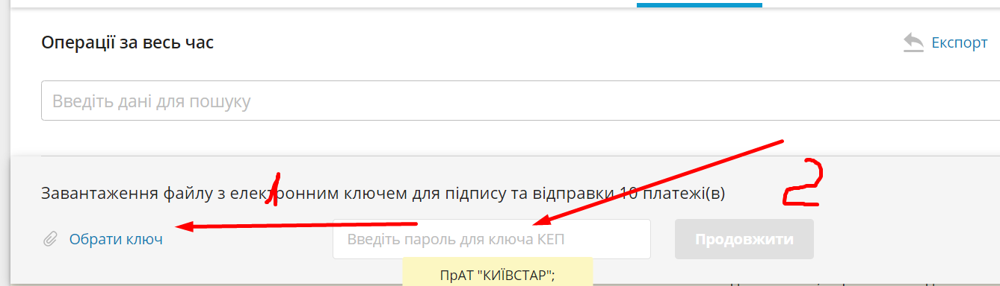 Операції за весь час
Експорт
Введіть дані для пошуку
1
2
Завантаження файлу з електронним ключем для підпису та відправки 10 платежі(в)
Обрати ключ
Введіть пароль для ключа КЕП
Продовжити
ПрАТ "КИЇВСТАР";